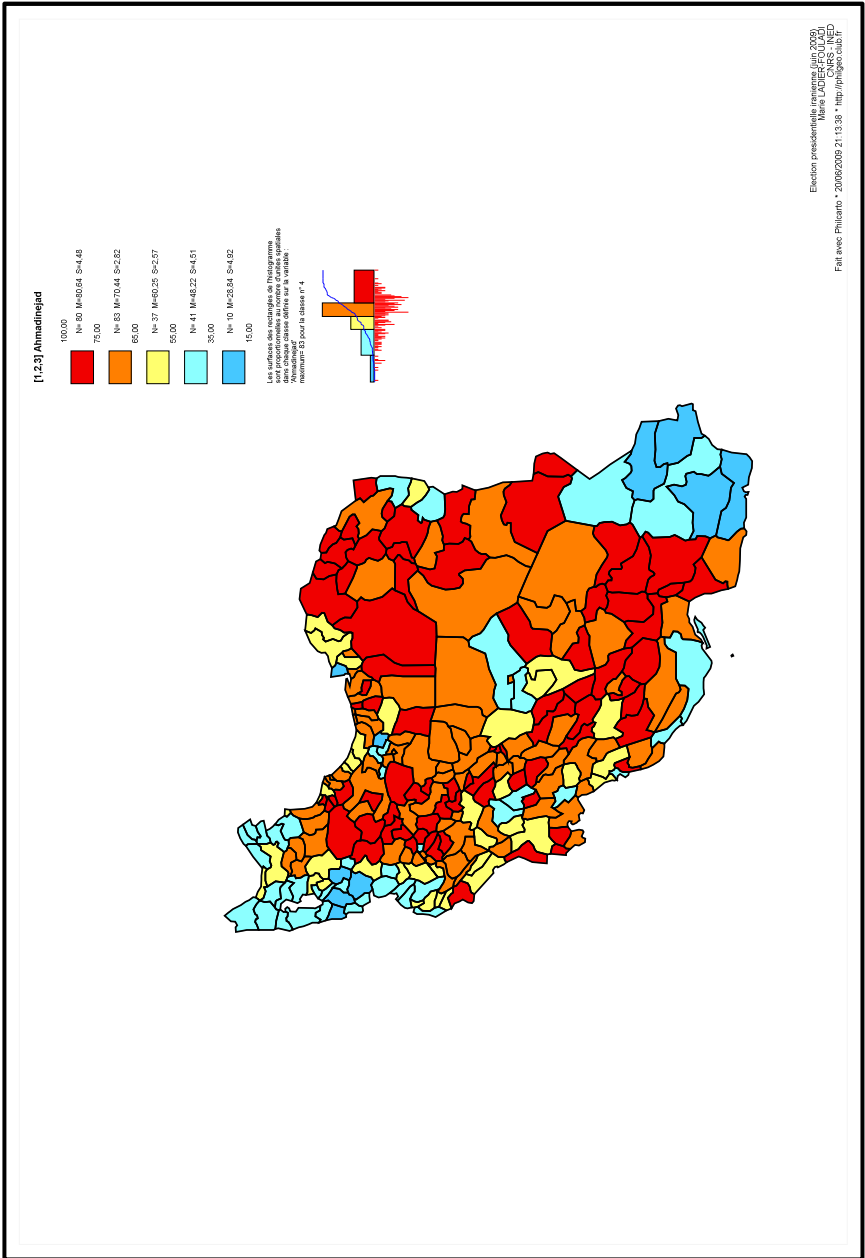 [1,2,3] Ahmadinejad
100,00
N= 80 M=80,64 S=4,48
75,00
N= 83 M=70,44 S=2,82
65,00
N= 37 M=60,25 S=2,57
55,00
N= 41 M=48,22 S=4,51
35,00
N= 10 M=28,84 S=4,92
15,00
Les surfaces des rectangles de l'histogramme
sont proportionnelles au nombre d'unités spatiales
dans chaque classe définie sur la variable :
'Ahmadinejad'
maximum= 83 pour la classe n° 4
Election presidentielle iranienne (juin 2009)
Marie LADIER-FOULADI
CNRS - INED
Fait avec Philcarto * 20/06/2009 21:13:38 * http://philgeo.club.fr